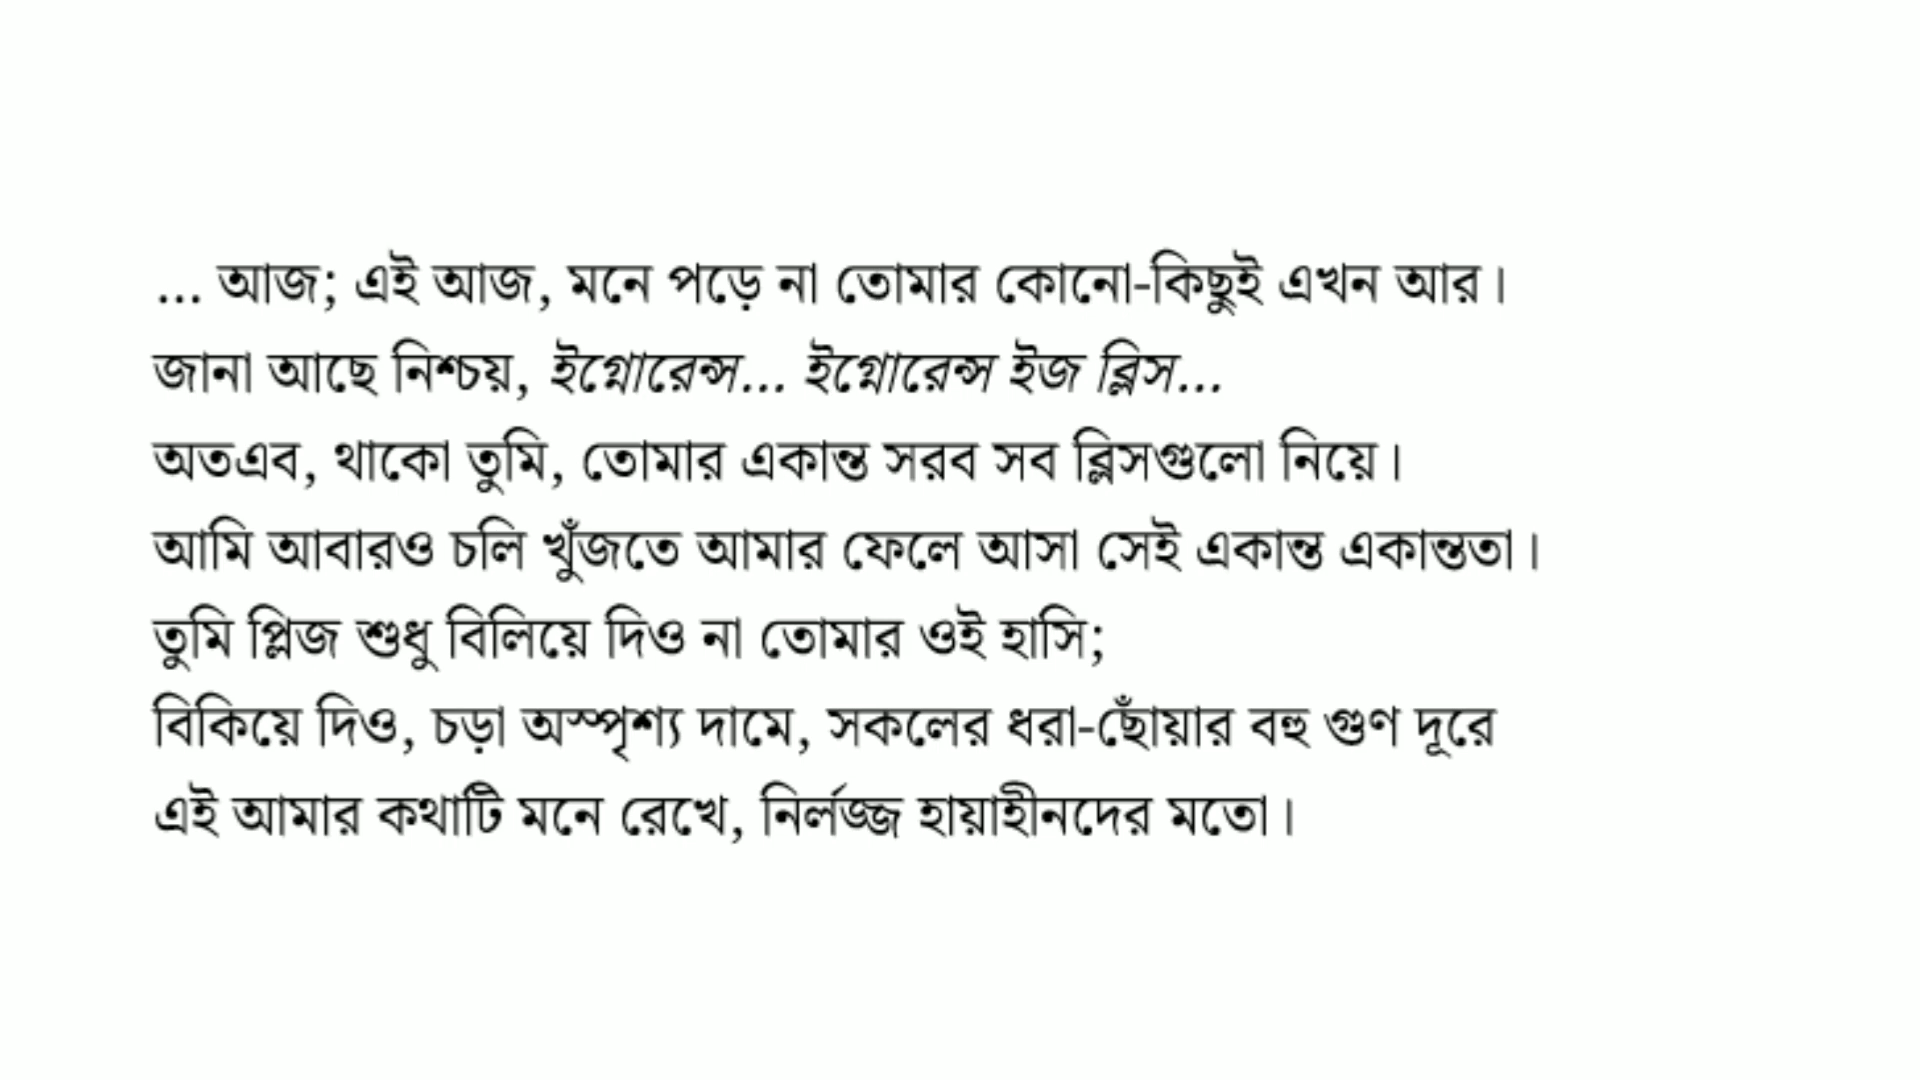 ... আজ; এই আজ, মনে পড়ে না তোমার কোনো-কিছুই এখন আর।
জানা আছে নিশ্চয়, ইগ্নোরেন্স... ইগ্নোরেন্স ইজ ব্লিস...
অতএব, থাকো তুমি, তোমার একান্ত সরব সব ব্লিসগুলো নিয়ে।
আমি আবারও চলি খুঁজতে আমার ফেলে আসা সেই একান্ত একান্ততা।
তুমি প্লিজ শুধু বিলিয়ে দিও না তোমার ওই হাসি;
বিকিয়ে দিও, চড়া অস্পৃশ্য দামে, সকলের ধরা-ছোঁয়ার বহু গুণ দূরে
এই আমার কথাটি মনে রেখে, নির্লজ্জ হায়াহীনদের মতো।